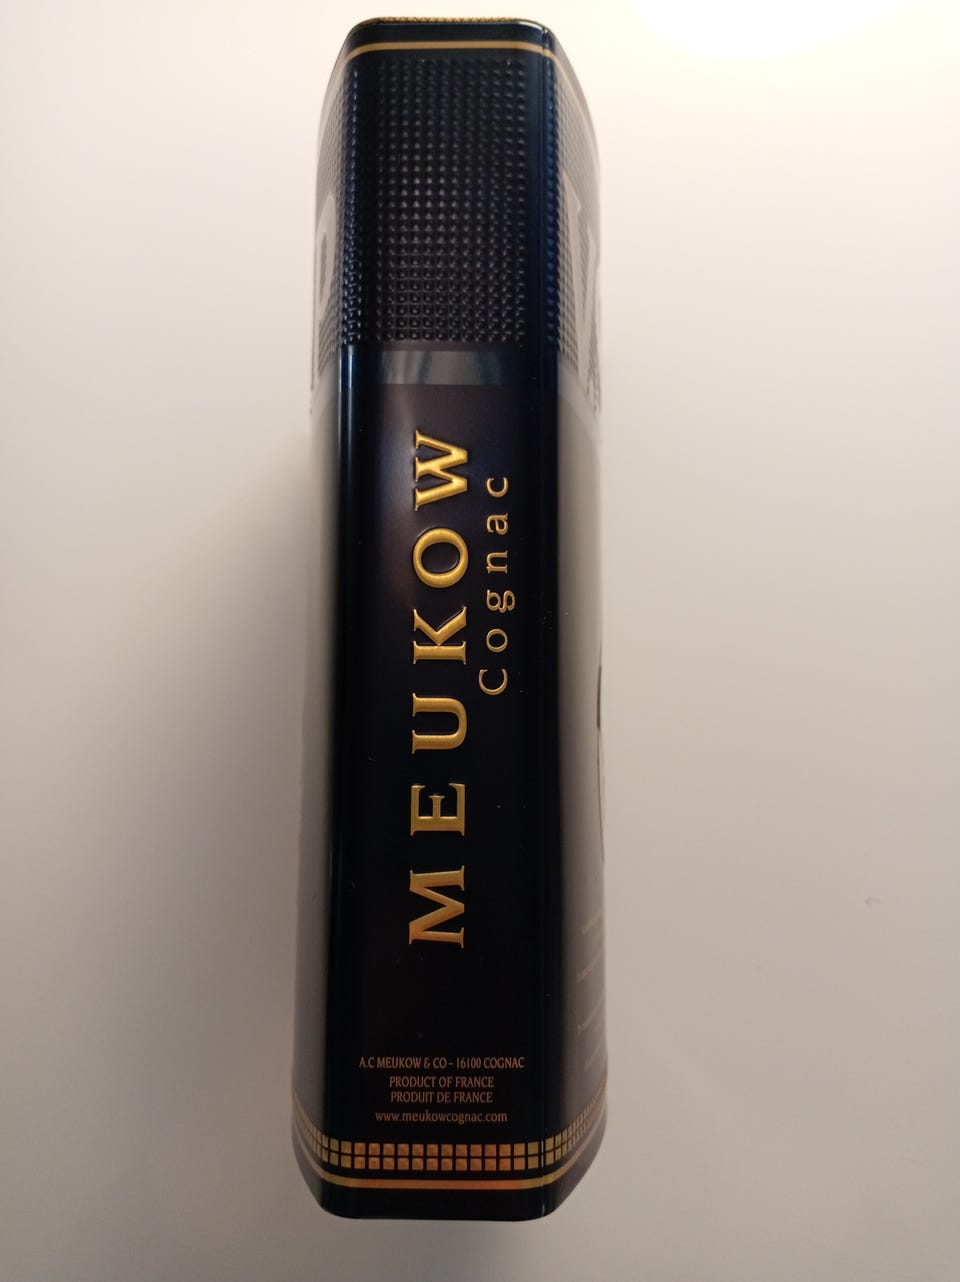 MEUKOW
Cognac
A.C MEUKOW & CO - 16100 COGNAC
PRODUCT OF FRANCE
PRODUIT DE FRANCE
www.meukowcognac.com